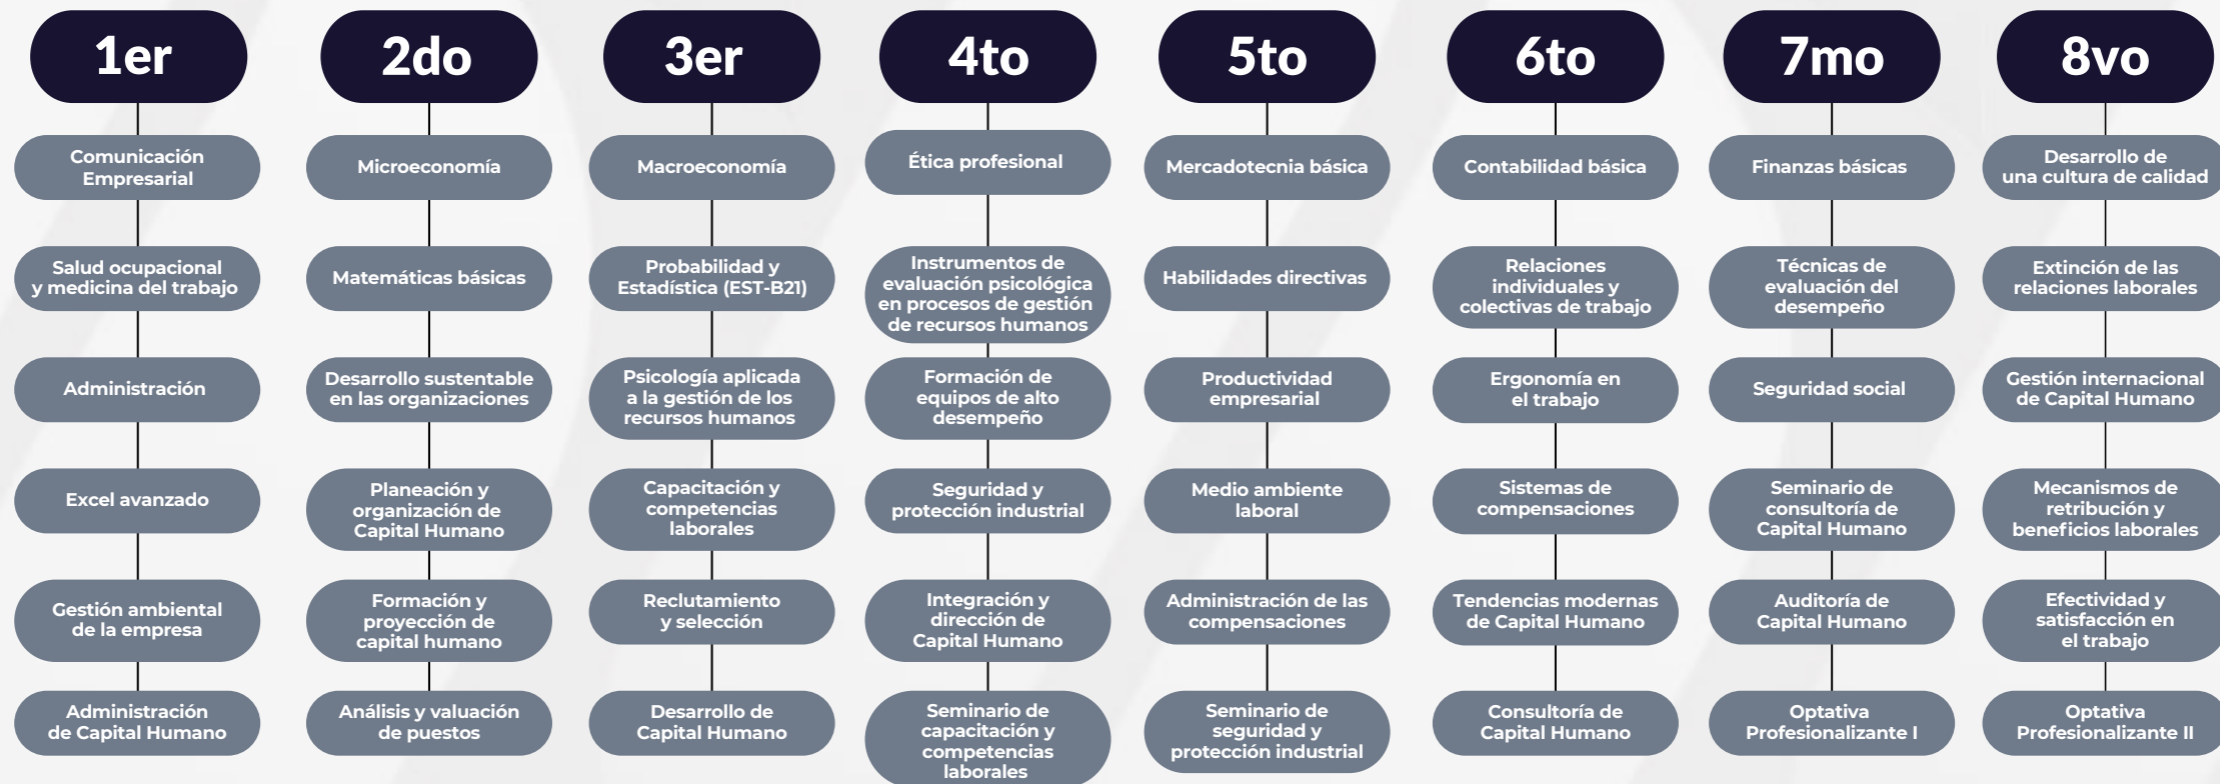 1er
Comunicación
Empresarial
Salud ocupacional
y medicina del trabajo
Administración
Excel avanzado
Gestión ambiental
de la empresa
Administración
de Capital Humano
2do
Microeconomía
Matemáticas básicas
Desarrollo sustentable
en las organizaciones
Planeación y
organización de
Capital Humano
Formación y
proyección de
capital humano
Análisis y valuación
de puestos
3er
Macroeconomía
Probabilidad y
Estadística (EST-B21)
Psicología aplicada
a la gestión de los
recursos humanos
Capacitación y
competencias
laborales
Reclutamiento
y selección
Desarrollo de
Capital Humano
4to
Ética profesional
Instrumentos de
evaluación psicológica
en procesos de gestión
de recursos humanos
Formación de
equipos de alto
desempeño
Seguridad y
protección industrial
Integración y
dirección de
Capital Humano
Seminario de
capacitación y
competencias
laborales
5to
Mercadotecnia básica
Habilidades directivas
Productividad
empresarial
Medio ambiente
laboral
Administración de las
compensaciones
Seminario de
seguridad y
protección industrial
6to
Contabilidad básica
Relaciones
individuales y
colectivas de trabajo
Ergonomía en
el trabajo
Sistemas de
compensaciones
Tendencias modernas
de Capital Humano
Consultoría de
Capital Humano
7mo
Finanzas básicas
Técnicas de
evaluación del
desempeño
Seguridad social
Seminario de
consultoría de
Capital Humano
Auditoría de
Capital Humano
Optativa
Profesionalizante I
8vo
Desarrollo de
una cultura de calidad
Extinción de las
relaciones laborales
Gestión internacional
de Capital Humano
Mecanismos de
retribución y
beneficios laborales
Efectividad y
satisfacción en
el trabajo
Optativa
Profesionalizante II